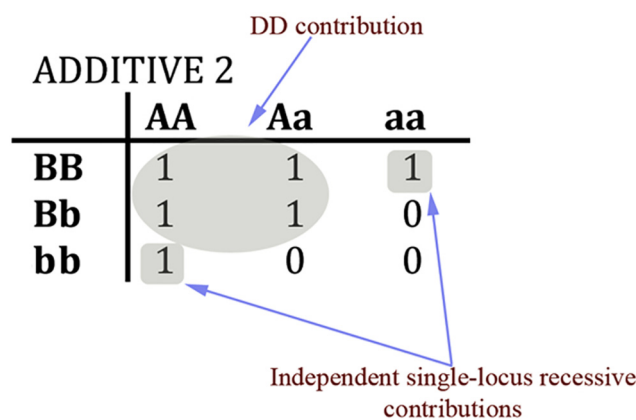 DD contribution
ADDITIVE 2
AA Aa aa
BB 1 1 1
Bb 1 1 0
bb 1 0 0
Independent single-locus recessive
contributions